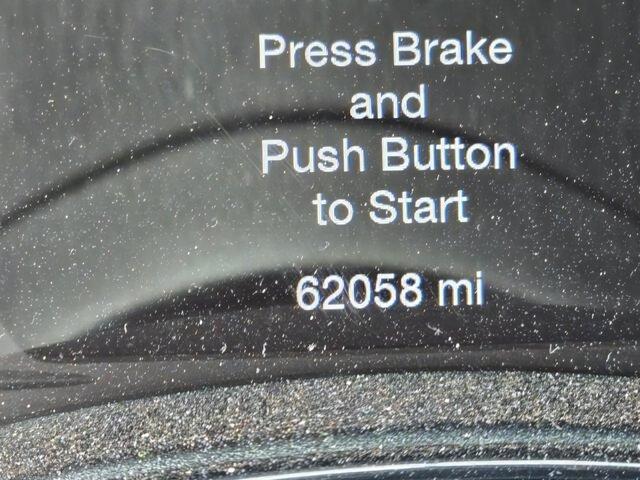 Press Brake
and
Push Button
to Start
62058 mi